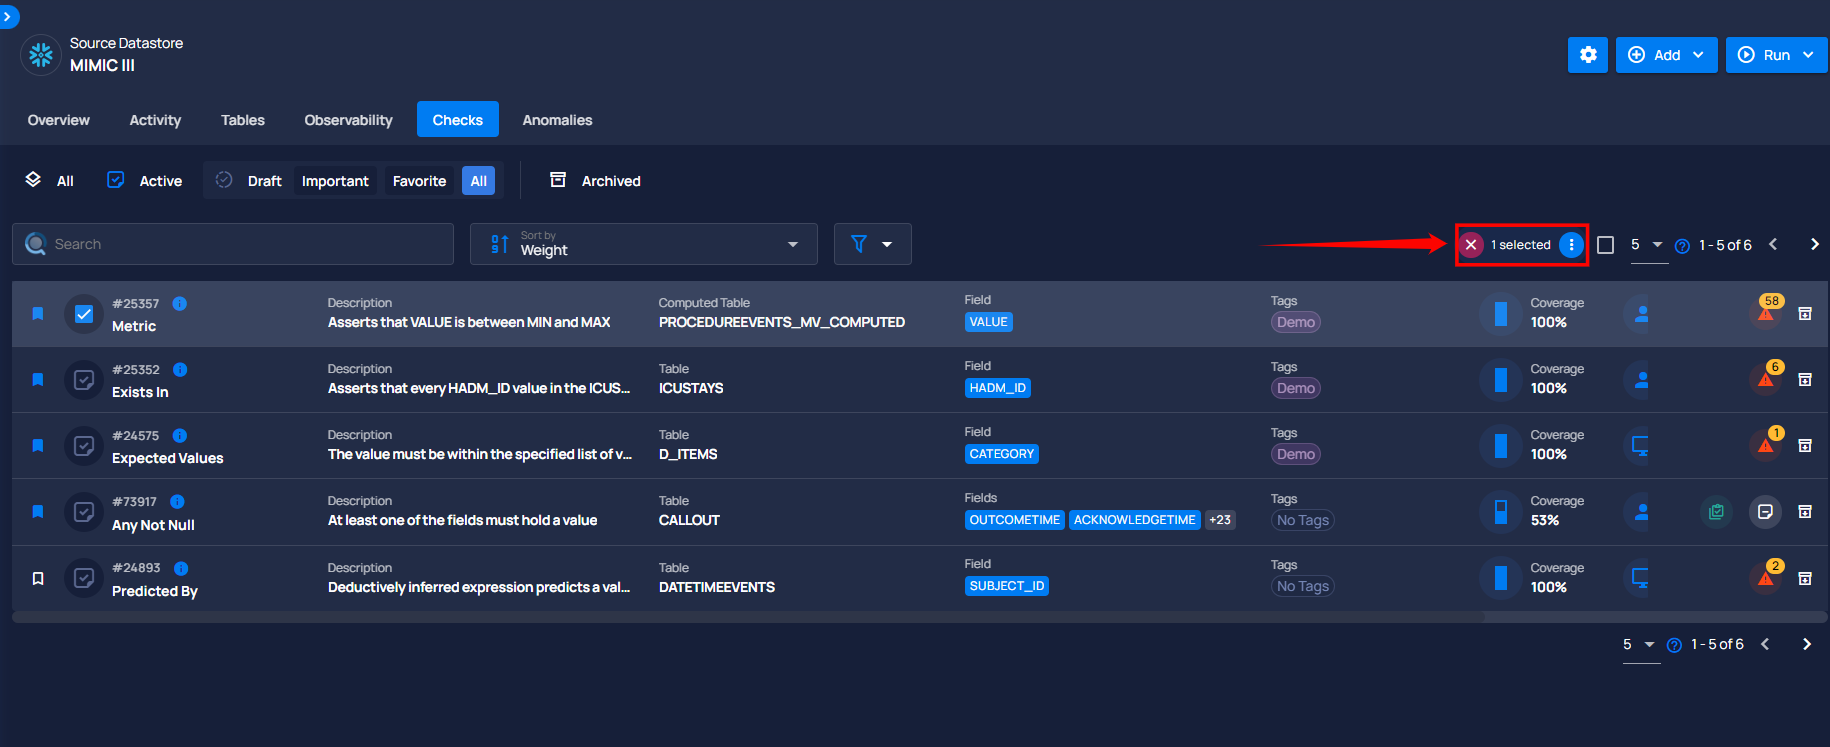 Source Datastore
MIMIC III
Add
Run
Overview
Activity
Tables
Observability
Checks
Anomalies
All
Active
Draft
Important
Favorite
All
Archived
Search
Sort by
Weight
1 selected
5
1 - 5 of 6
#25357
Metric
Description
Asserts that VALUE is between MIN and MAX
Computed Table
PROCEDUREEVENTS_MV_COMPUTED
Field
VALUE
Tags
Demo
Coverage
100%
58
#25352
Exists In
Description
Asserts that every HADM_ID value in the ICUS...
Table
ICUSTAYS
Field
HADM_ID
Tags
Demo
Coverage
100%
6
#24575
Expected Values
Description
The value must be within the specified list of v...
Table
D_ITEMS
Field
CATEGORY
Tags
Demo
Coverage
100%
1
#73917
Any Not Null
Description
At least one of the fields must hold a value
Table
CALLOUT
Fields
OUTCOMETIME ACKNOWLEDGETIME +23
Tags
No Tags
Coverage
53%
#24893
Predicted By
Description
Deductively inferred expression predicts a val...
Table
DATETIMEEVENTS
Field
SUBJECT_ID
Tags
No Tags
Coverage
100%
2
5
1 - 5 of 6